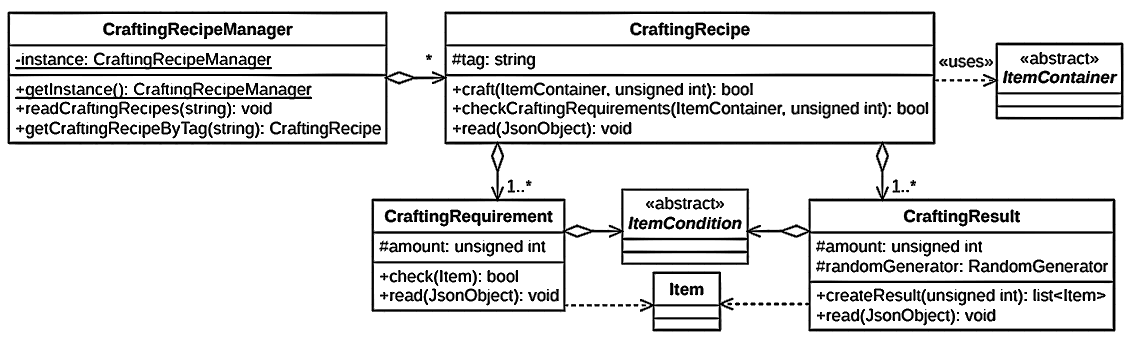 CraftingRecipeManager
-instance: CraftingRecipeManager
+getInstance(): CraftingRecipeManager
+readCraftingRecipes(string): void
+getCraftingRecipeByTag(string): CraftingRecipe
*
CraftingRecipe
#tag: string
+craft(ItemContainer, unsigned int): bool
+checkCraftingRequirements(ItemContainer, unsigned int): bool
+read(JsonObject): void
«uses»
«abstract»
ItemContainer
1..*
1..*
CraftingRequirement
#amount: unsigned int
+check(Item): bool
+read(JsonObject): void
«abstract»
ItemCondition
Item
CraftingResult
#amount: unsigned int
#randomGenerator: RandomGenerator
+createResult(unsigned int): list<Item>
+read(JsonObject): void